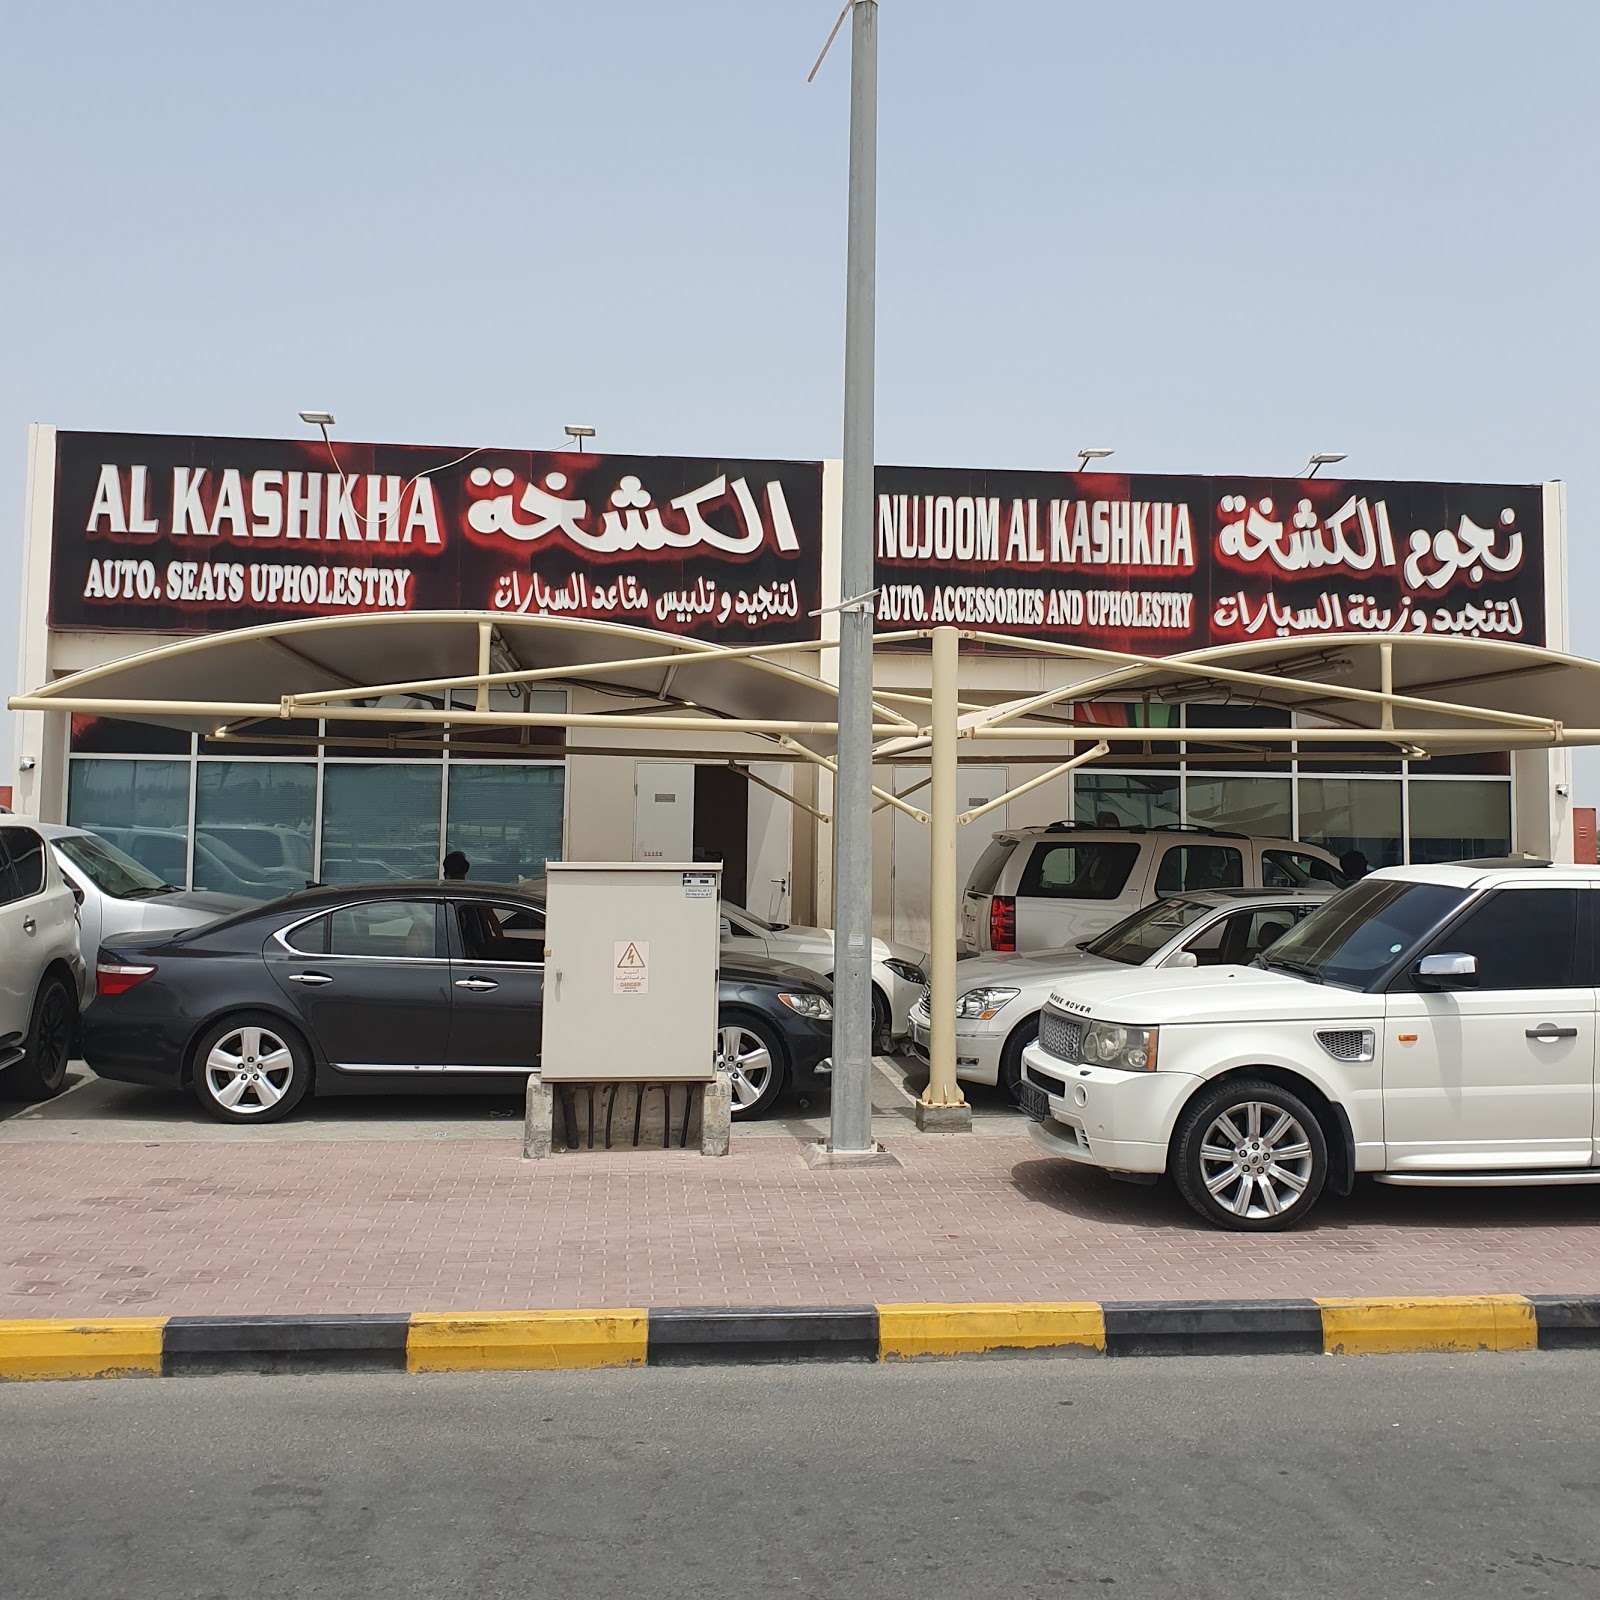 AL KASHKHA الكشخة
AUTO. SEATS UPHOLESTRY لتنجيد و تلبيس مقاعد السيارات
NUJOOM AL KASHKHA نجوم الكشخة
AUTO. ACCESSORIES AND UPHOLESTRY لتنجيد وزينة السيارات
DANGER
RANGE ROVER